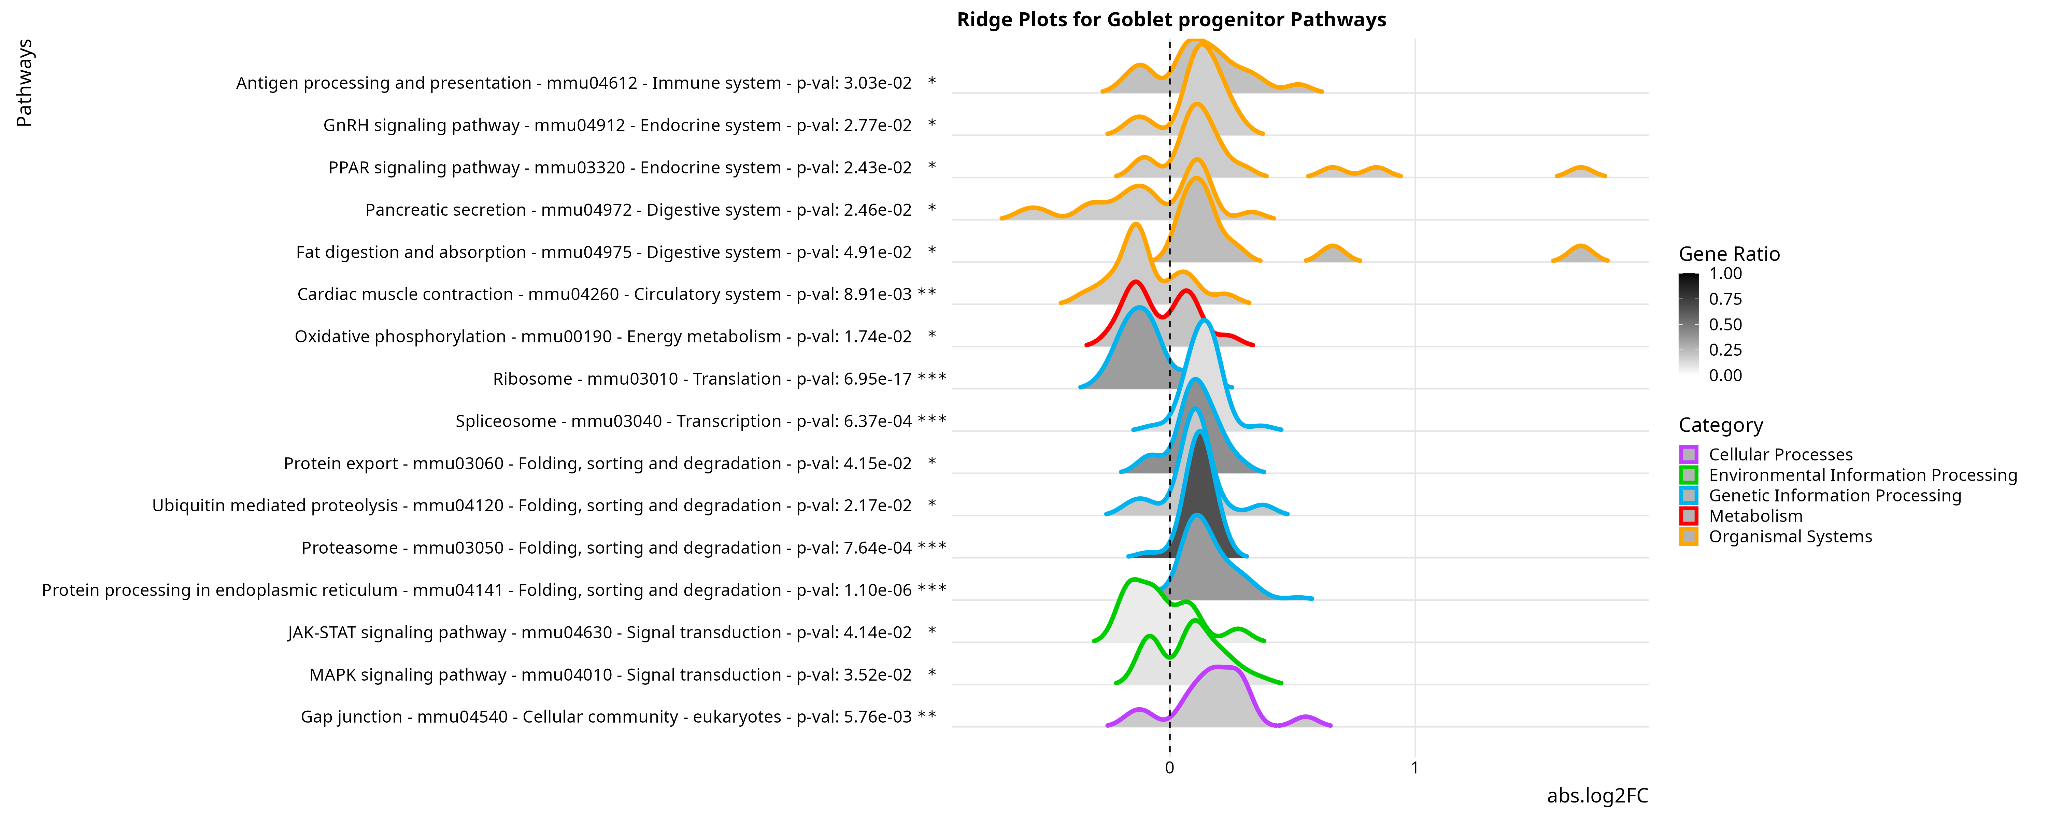 Ridge Plots for Goblet progenitor Pathways
Pathways
Antigen processing and presentation - mmu04612 - Immune system - p-val: 3.03e-02 *
GnRH signaling pathway - mmu04912 - Endocrine system - p-val: 2.77e-02 *
PPAR signaling pathway - mmu03320 - Endocrine system - p-val: 2.43e-02 *
Pancreatic secretion - mmu04972 - Digestive system - p-val: 2.46e-02 *
Fat digestion and absorption - mmu04975 - Digestive system - p-val: 4.91e-02 *
Cardiac muscle contraction - mmu04260 - Circulatory system - p-val: 8.91e-03 **
Oxidative phosphorylation - mmu00190 - Energy metabolism - p-val: 1.74e-02 *
Ribosome - mmu03010 - Translation - p-val: 6.95e-17 ***
Spliceosome - mmu03040 - Transcription - p-val: 6.37e-04 ***
Protein export - mmu03060 - Folding, sorting and degradation - p-val: 4.15e-02 *
Ubiquitin mediated proteolysis - mmu04120 - Folding, sorting and degradation - p-val: 2.17e-02 *
Proteasome - mmu03050 - Folding, sorting and degradation - p-val: 7.64e-04 ***
Protein processing in endoplasmic reticulum - mmu04141 - Folding, sorting and degradation - p-val: 1.10e-06 ***
JAK-STAT signaling pathway - mmu04630 - Signal transduction - p-val: 4.14e-02 *
MAPK signaling pathway - mmu04010 - Signal transduction - p-val: 3.52e-02 *
Gap junction - mmu04540 - Cellular community - eukaryotes - p-val: 5.76e-03 **
0 1
abs.log2FC
Gene Ratio
1.00
0.75
0.50
0.25
0.00
Category
Cellular Processes
Environmental Information Processing
Genetic Information Processing
Metabolism
Organismal Systems